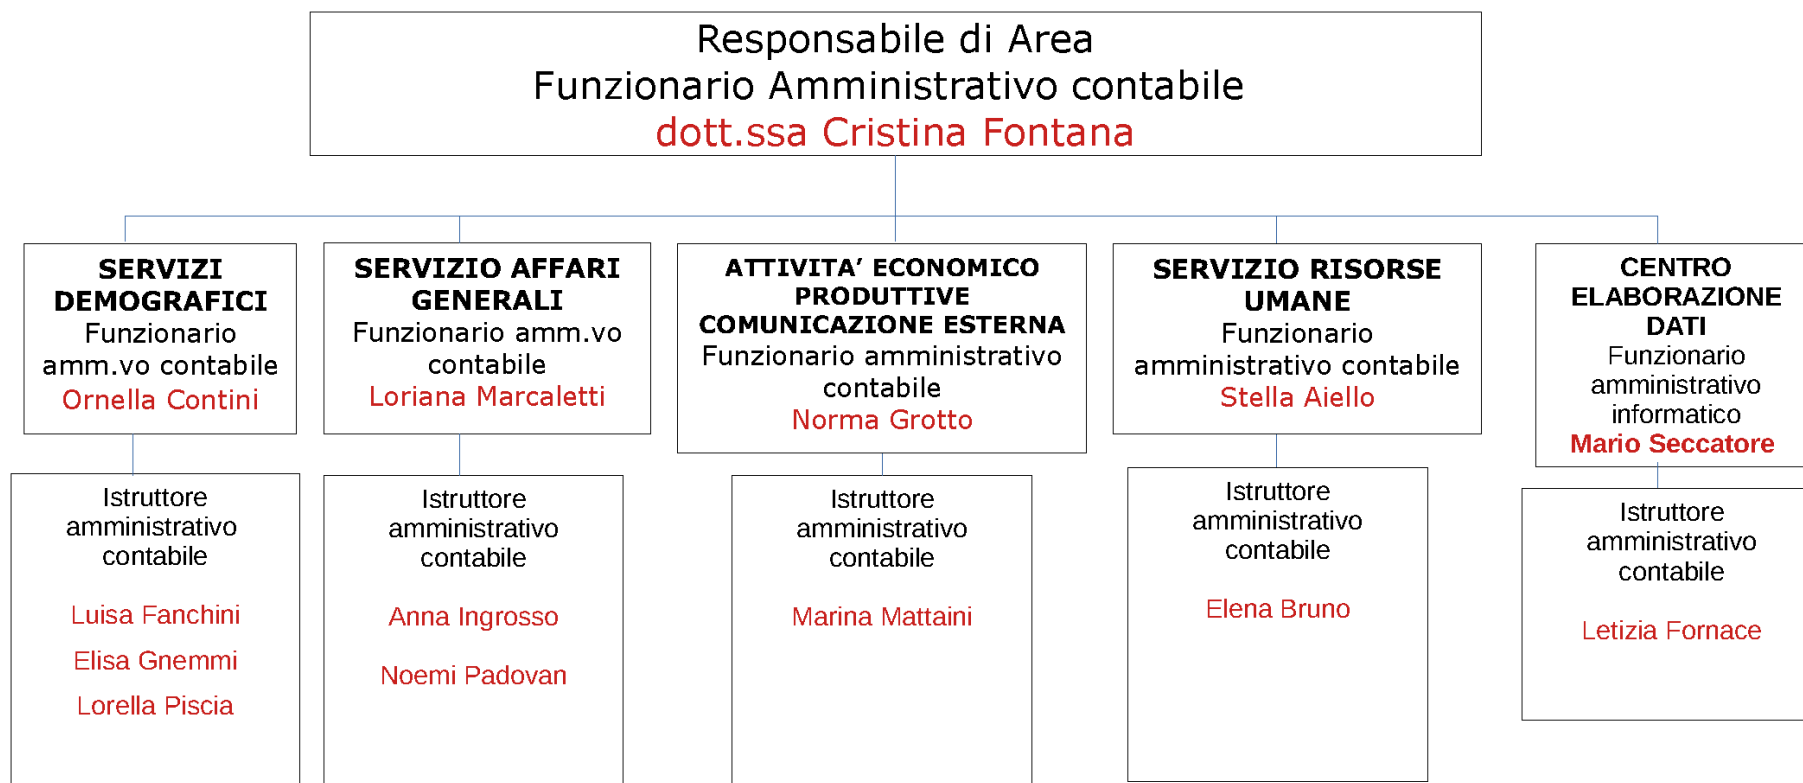 Responsabile di Area
Funzionario Amministrativo contabile
dott.ssa Cristina Fontana
SERVIZI
DEMOGRAFICI
Funzionario
amm.vo contabile
Ornella Contini
SERVIZIO AFFARI
GENERALI
Funzionario amm.vo
contabile
Loriana Marcaletti
ATTIVITA’ ECONOMICO
PRODUTTIVE
COMUNICAZIONE ESTERNA
Funzionario amministrativo
contabile
Norma Grotto
SERVIZIO RISORSE
UMANE
Funzionario
amministrativo contabile
Stella Aiello
CENTRO
ELABORAZIONE
DATI
Funzionario
amministrativo
informatico
Mario Seccatore
Istruttore
amministrativo
contabile
Luisa Fanchini
Elisa Gnemmi
Lorella Piscia
Istruttore
amministrativo
contabile
Anna Ingrosso
Noemi Padovan
Istruttore
amministrativo
contabile
Marina Mattaini
Istruttore
amministrativo
contabile
Elena Bruno
Istruttore
amministrativo
contabile
Letizia Fornace